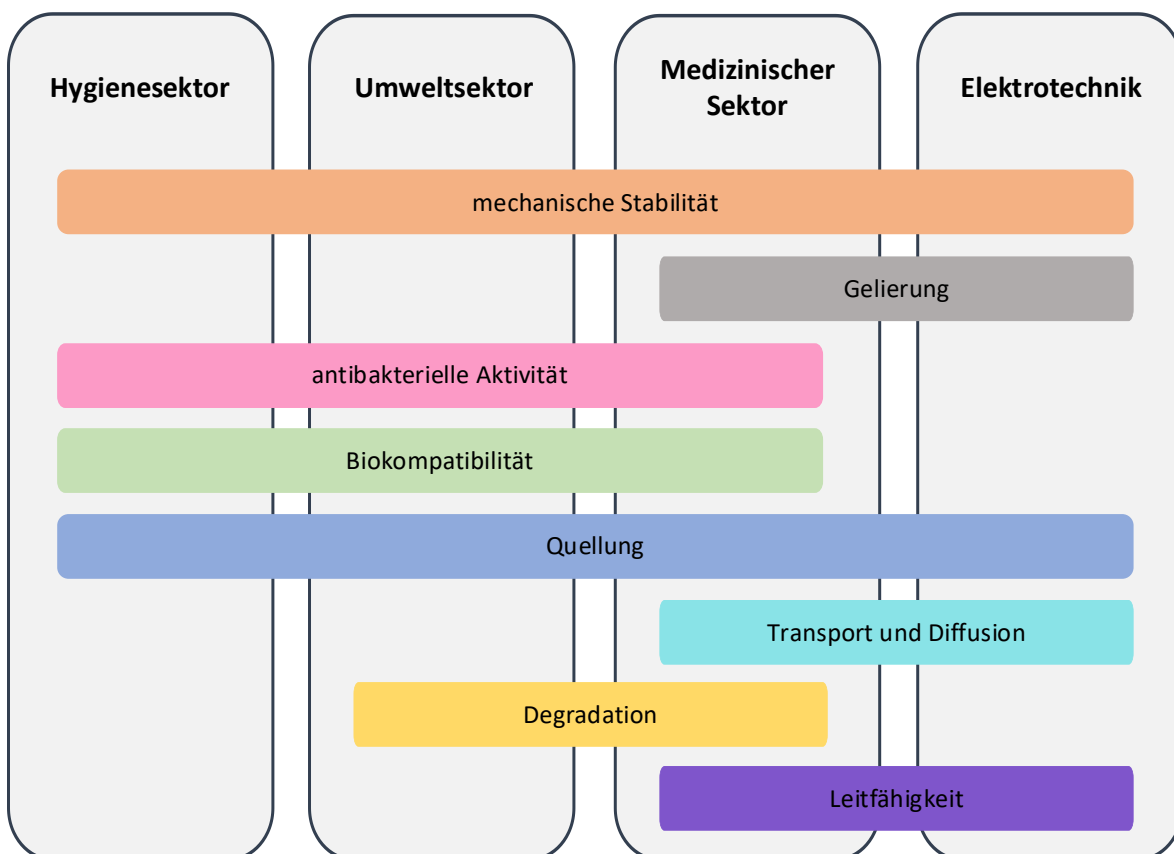 Hygienesektor
Umweltsektor
Medizinischer
Sektor
Elektrotechnik
mechanische Stabilität
Gelierung
antibakterielle Aktivität
Biokompatibilität
Quellung
Transport und Diffusion
Degradation
Leitfähigkeit